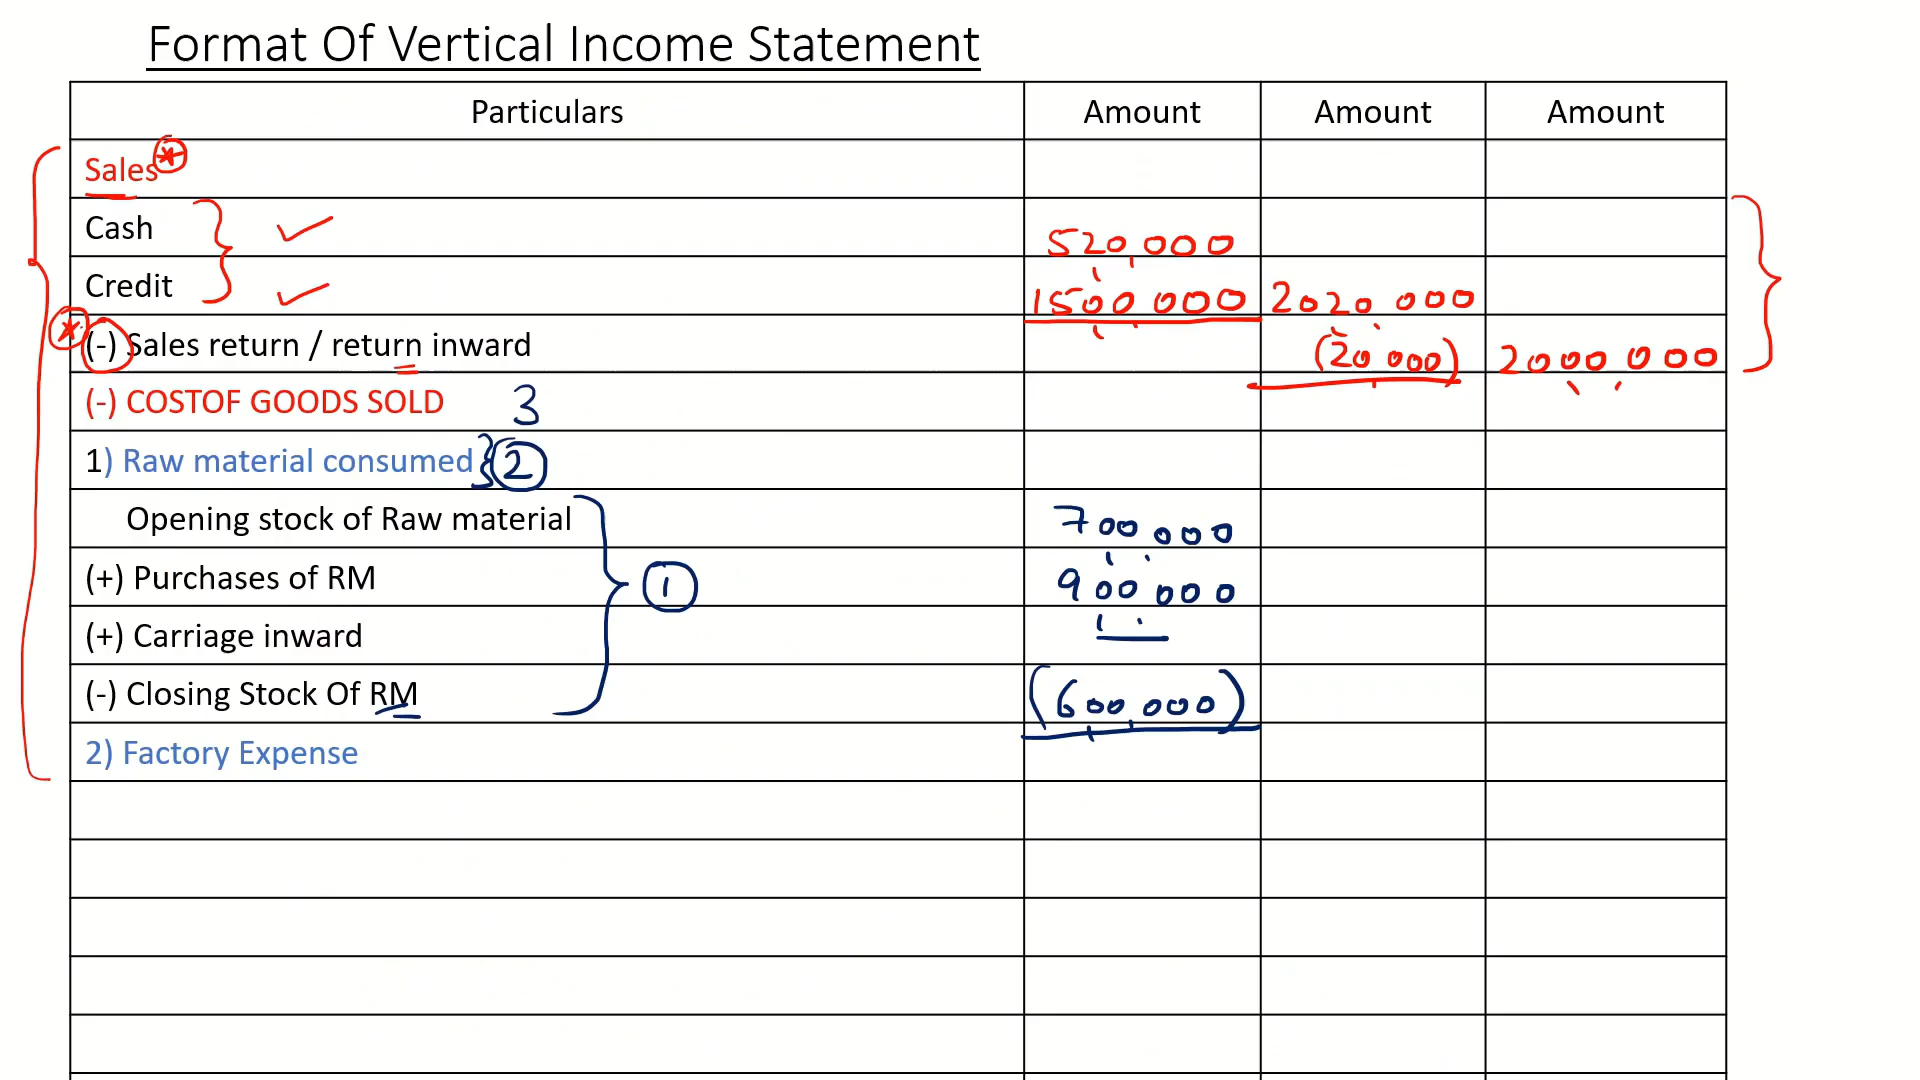 Format Of Vertical Income Statement
Particulars Amount Amount Amount
Sales*
Cash 520,000
Credit 1500,000 2020,000
* (-) Sales return / return inward (20,000) 2000,000
(-) COSTOF GOODS SOLD 3
1) Raw material consumed 2
Opening stock of Raw material 700,000
(+) Purchases of RM 1 900,000
(+) Carriage inward
(-) Closing Stock Of RM (600,000)
2) Factory Expense